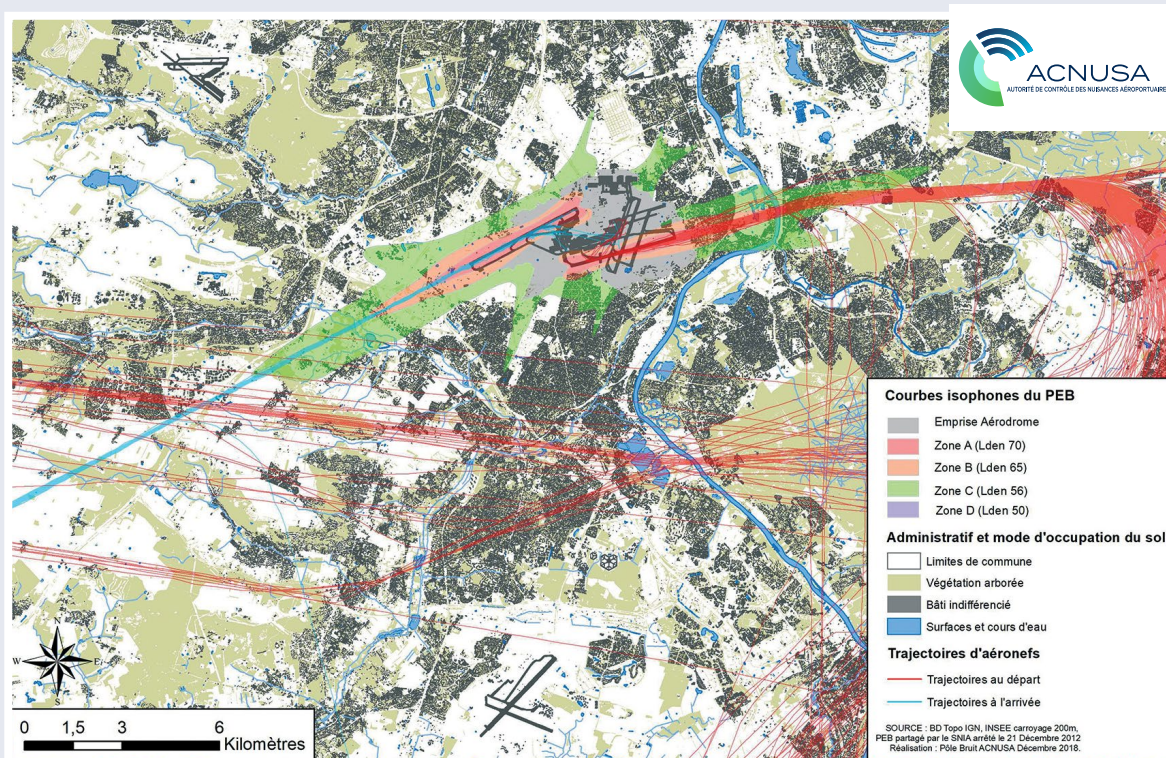 ACNUSA
AUTORITÉ DE CONTRÔLE DES NUISANCES AÉROPORTUAIRES
Courbes isophones du PEB
Emprise Aérodrome
Zone A (Lden 70)
Zone B (Lden 65)
Zone C (Lden 56)
Zone D (Lden 50)
Administratif et mode d'occupation du sol
Limites de commune
Végétation arborée
Bâti indifférencié
Surfaces et cours d'eau
Trajectoires d'aéronefs
Trajectoires au départ
Trajectoires à l'arrivée
SOURCE : BD Topo IGN, INSEE carroyage 200m,
PEB partagé par le SNIA arrêté le 21 Décembre 2012
Réalisation : Pôle Bruit ACNUSA Décembre 2018.
N
W E
S
0 1,5 3 6
Kilomètres